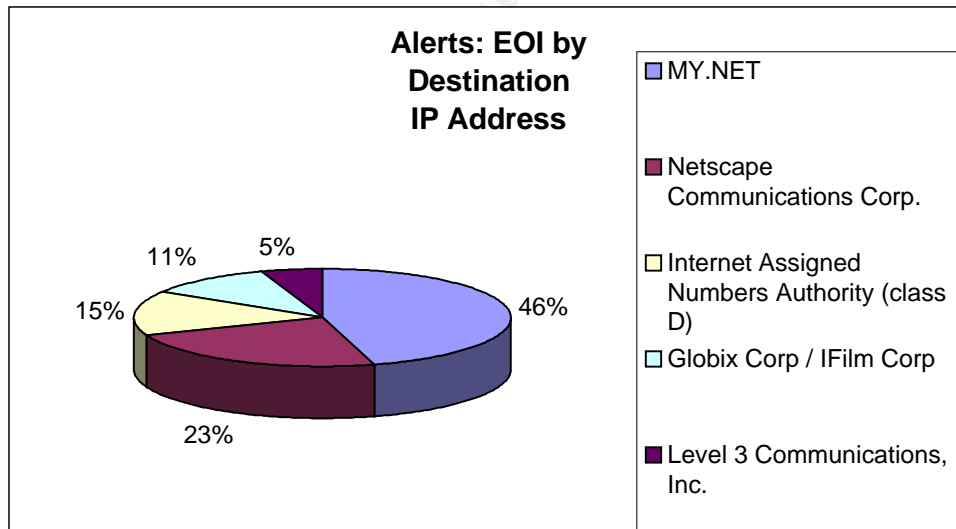 Alerts: EOI by
Destination
IP Address
MY.NET
Netscape
Communications Corp.
Internet Assigned
Numbers Authority (class
D)
Globix Corp / IFilm Corp
Level 3 Communications,
Inc.
5%
11%
15%
46%
23%